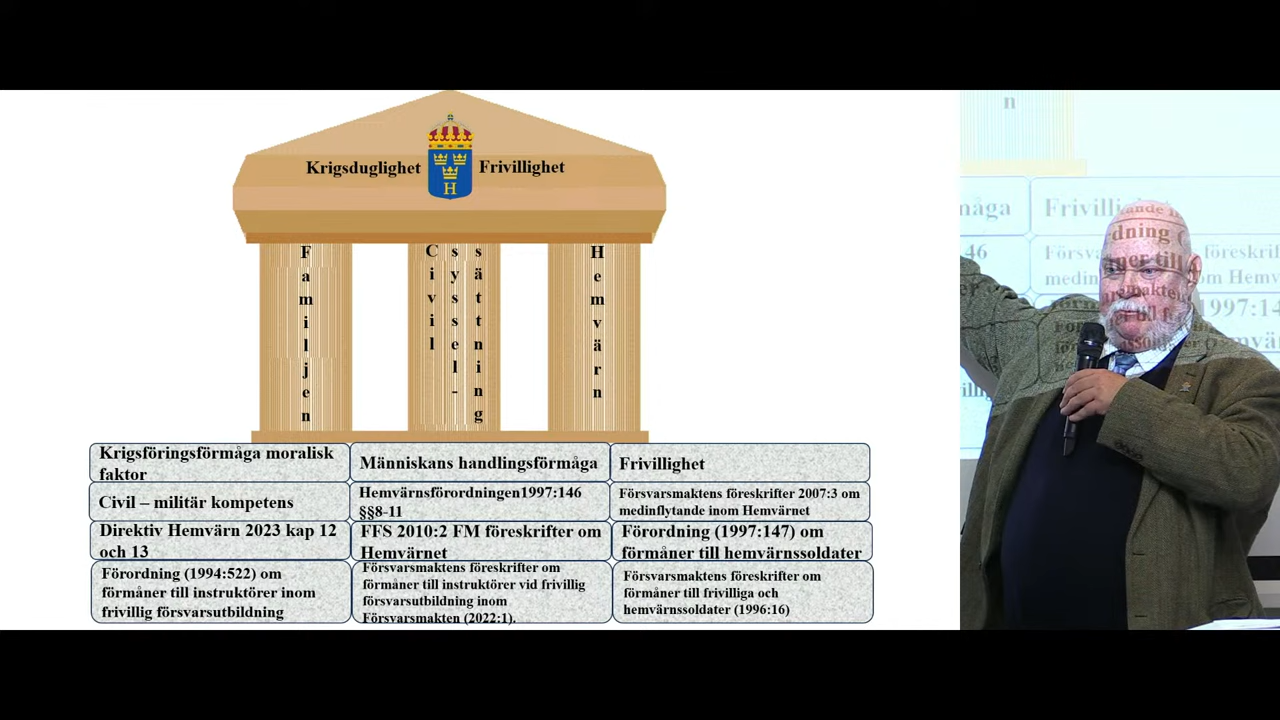 Krigsduglighet
H
Frivillighet
Familjen
Civil
syssel-
sättning
Hemvärn
Krigsföringsförmåga moralisk
faktor
Människans handlingsförmåga
Frivillighet
Civil – militär kompetens
Hemvärnsförordningen1997:146
§§8-11
Försvarsmaktens föreskrifter 2007:3 om
medinflytande inom Hemvärnet
Direktiv Hemvärn 2023 kap 12
och 13
FFS 2010:2 FM föreskrifter om
Hemvärnet
Förordning (1997:147) om
förmåner till hemvärnssoldater
Förordning (1994:522) om
förmåner till instruktörer inom
frivillig försvarsutbildning
Försvarsmaktens föreskrifter om
förmåner till instruktörer vid frivillig
försvarsutbildning inom
Försvarsmakten (2022:1).
Försvarsmaktens föreskrifter om
förmåner till frivilliga och
hemvärnssoldater (1996:16)
n